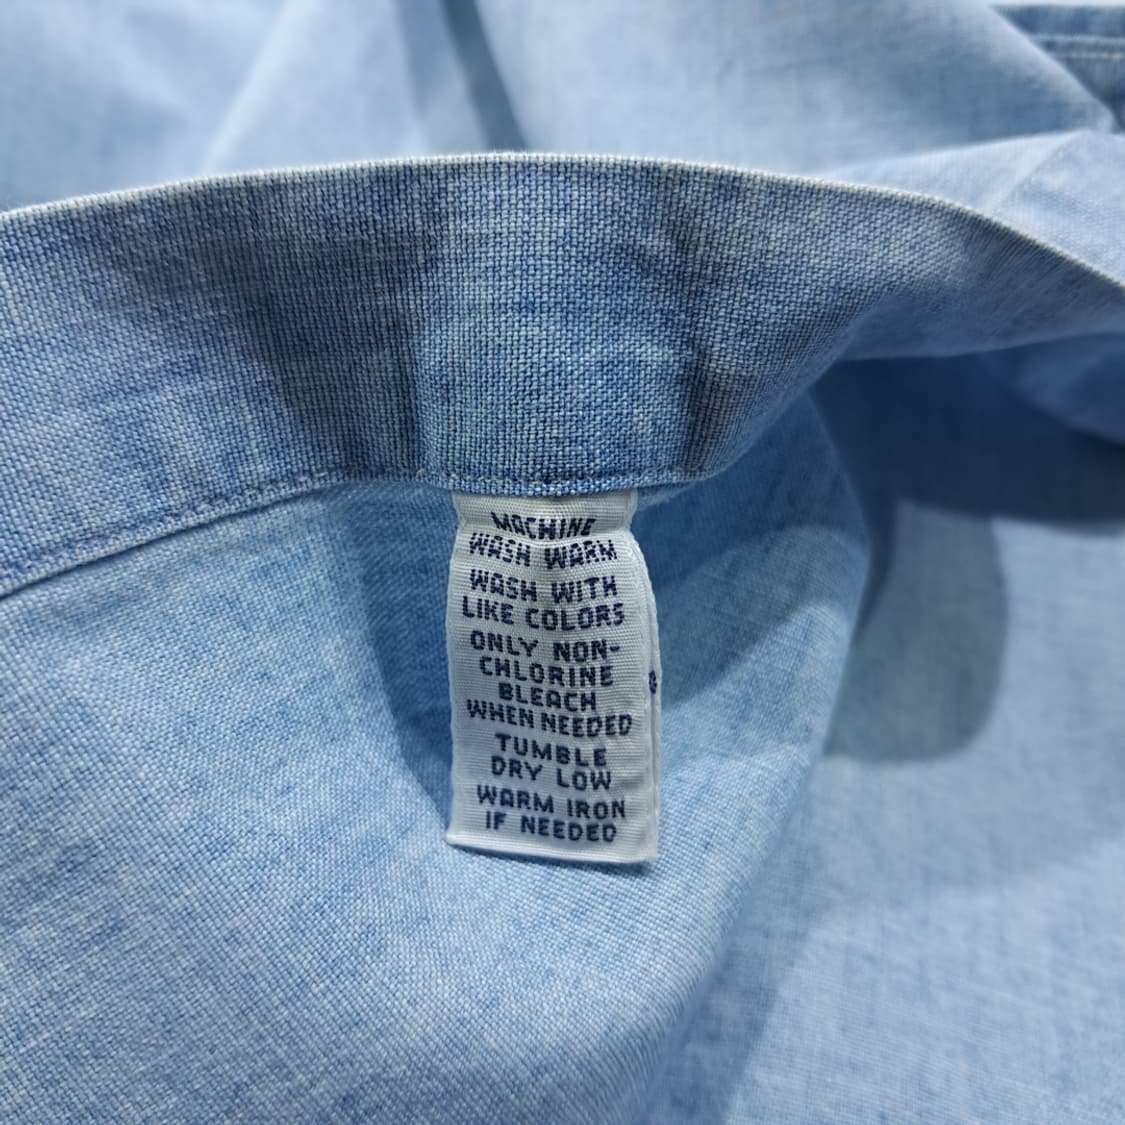 MACHINE
WASH WARM
WASH WITH
LIKE COLORS
ONLY NON-
CHLORINE
BLEACH
WHEN NEEDED
TUMBLE
DRY LOW
WARM IRON
IF NEEDED